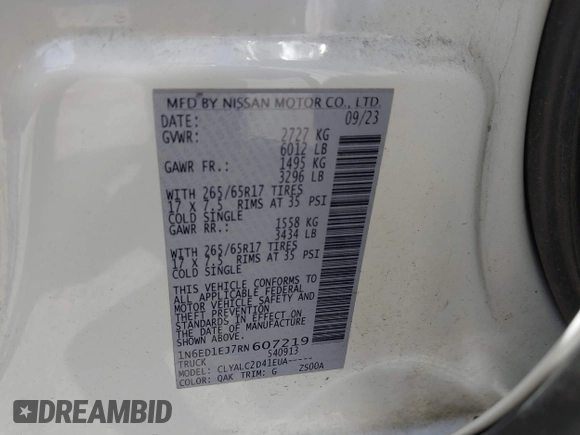 MFD BY NISSAN MOTOR CO., LTD.
DATE: 09/23
GVWR: 2727 KG
6012 LB
GAWR FR.: 1495 KG
3296 LB
WITH 265/65R17 TIRES
17 X 7.5 RIMS AT 35 PSI
COLD SINGLE
GAWR RR.: 1558 KG
3434 LB
WITH 265/65R17 TIRES
17 X 7.5 RIMS AT 35 PSI
COLD SINGLE
THIS VEHICLE CONFORMS TO
ALL APPLICABLE FEDERAL
MOTOR VEHICLE SAFETY AND
THEFT PREVENTION
STANDARDS IN EFFECT ON
THE DATE OF MANUFACTURE
SHOWN ABOVE.
1N6ED1EJ7RN607219
TRUCK 540913
MODEL: CLYALC2D41EUA-----
COLOR: QAK TRIM: G ZS00A